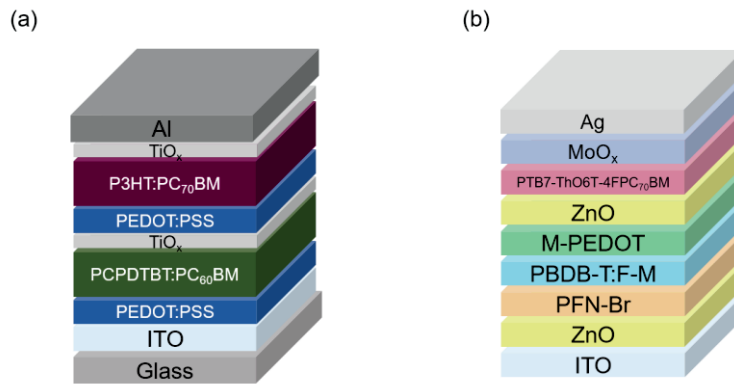 (a)
Al
TiOₓ
P3HT:PC₇₀BM
PEDOT:PSS
TiOₓ
PCPDTBT:PC₆₀BM
PEDOT:PSS
ITO
Glass
(b)
Ag
MoOₓ
PTB7-ThO6T-4FPC₇₀BM
ZnO
M-PEDOT
PBDB-T:F-M
PFN-Br
ZnO
ITO